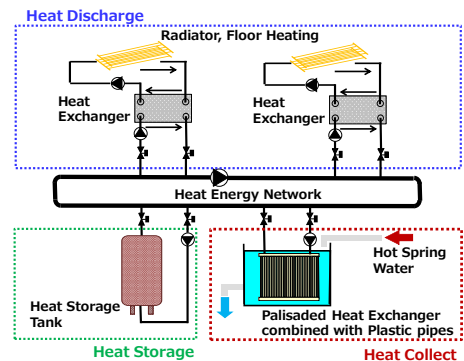 Heat Discharge
Radiator, Floor Heating
Heat
Exchanger
Heat
Exchanger
Heat Energy Network
Hot Spring
Water
Heat Storage
Tank
Palisaded Heat Exchanger
combined with Plastic pipes
Heat Storage
Heat Collect